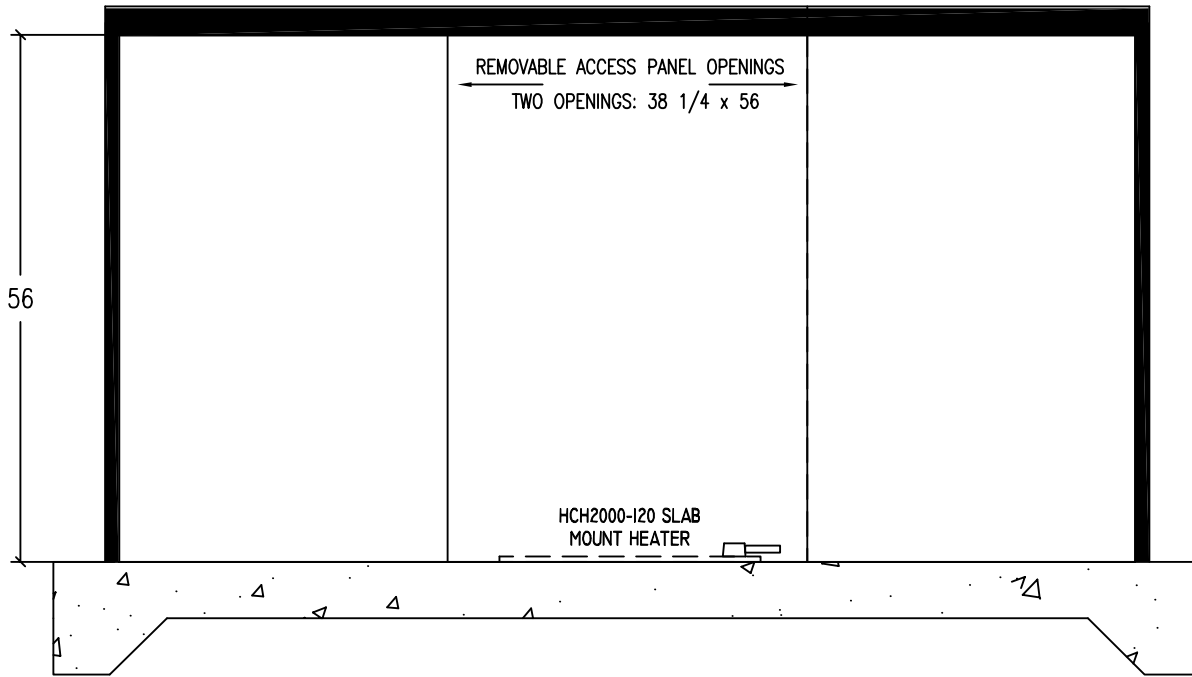 REMOVABLE ACCESS PANEL OPENINGS
TWO OPENINGS: 38 1/4 x 56
56
HCH2000-120 SLAB
MOUNT HEATER